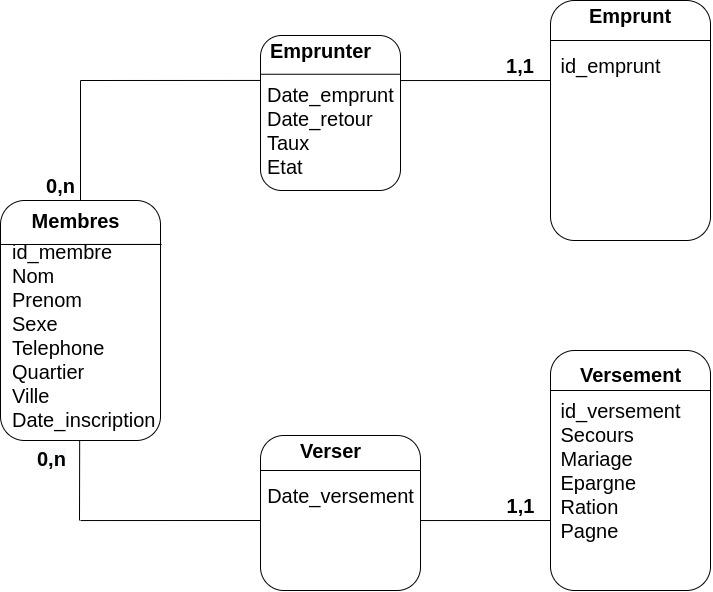 Emprunt
id_emprunt
Emprunter
Date_emprunt
Date_retour
Taux
Etat
1,1
0,n
Membres
id_membre
Nom
Prenom
Sexe
Telephone
Quartier
Ville
Date_inscription
0,n
Verser
Date_versement
1,1
Versement
id_versement
Secours
Mariage
Epargne
Ration
Pagne